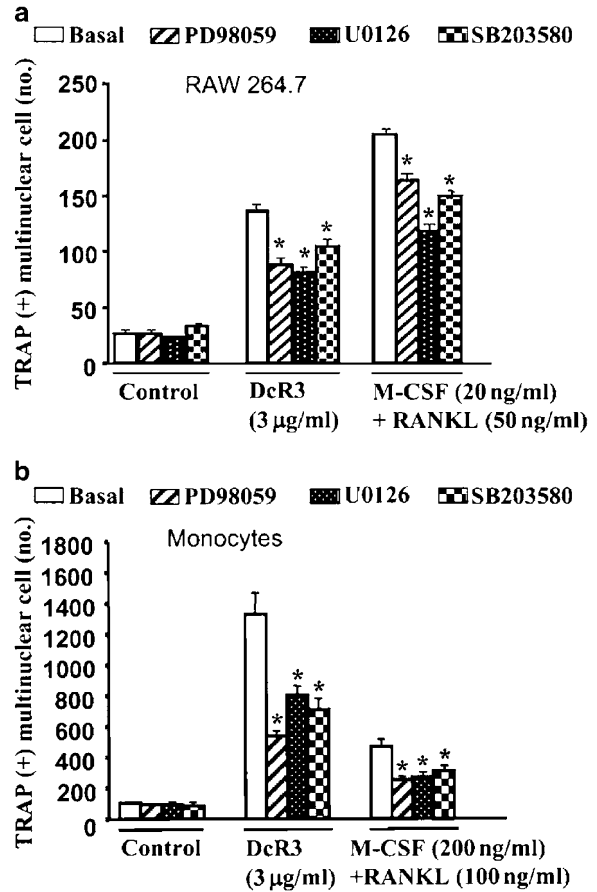 a
Basal PD98059 U0126 SB203580
RAW 264.7
TRAP (+) multinuclear cell (no.)
250
200
150
100
50
0
* * * * * *
Control DcR3 M-CSF (20 ng/ml)
(3 µg/ml) + RANKL (50 ng/ml)
b
Basal PD98059 U0126 SB203580
Monocytes
TRAP (+) multinuclear cell (no.)
1800
1600
1400
1200
1000
800
600
400
200
0
* * * * * *
Control DcR3 M-CSF (200 ng/ml)
(3 µg/ml) +RANKL (100 ng/ml)